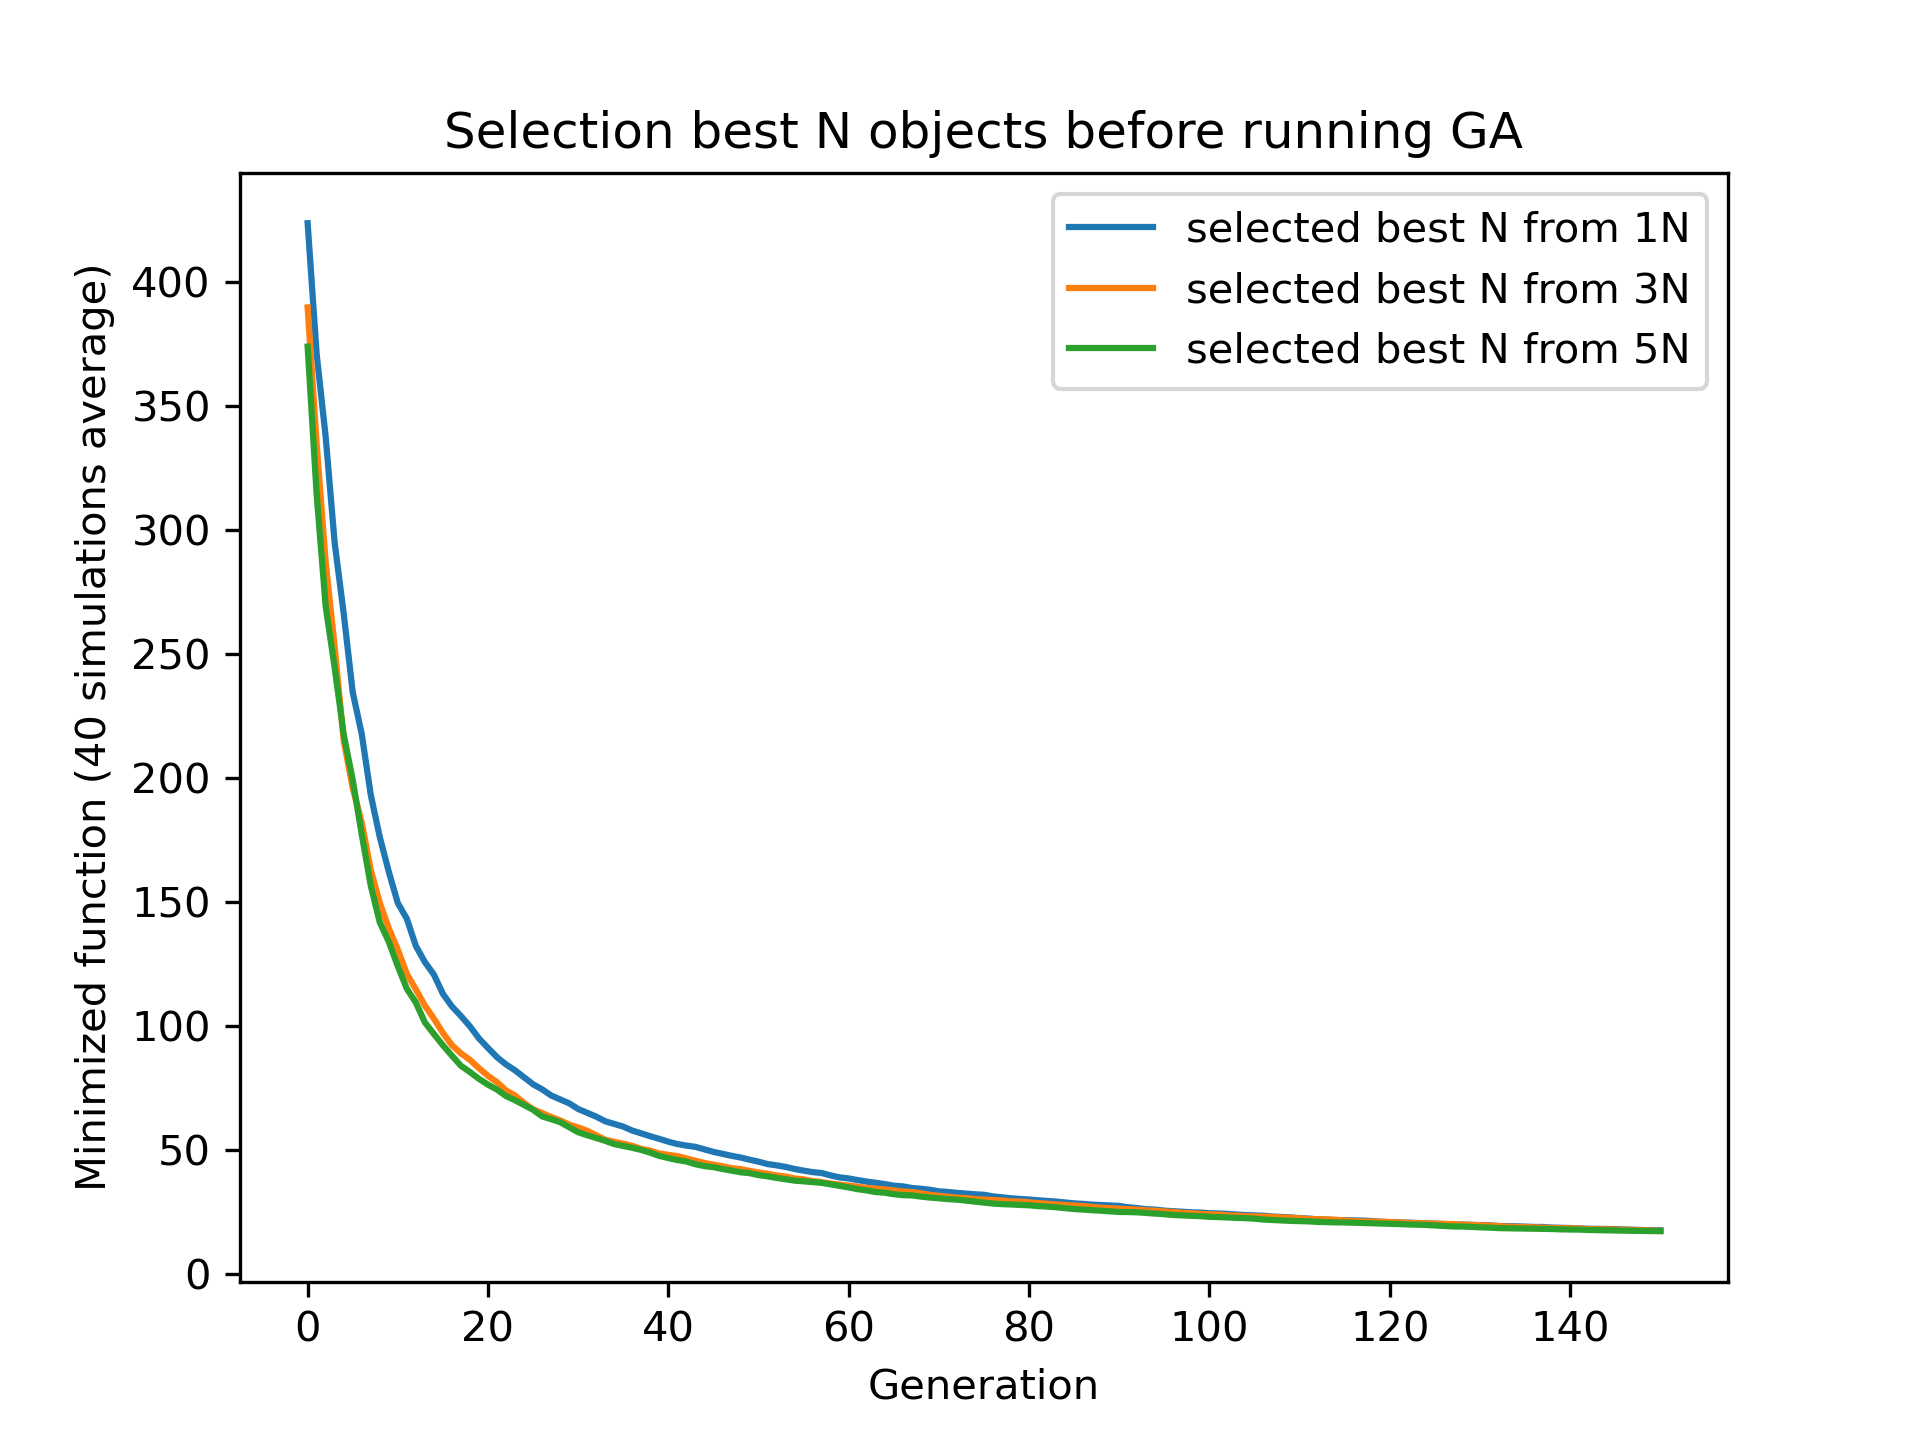 Selection best N objects before running GA
selected best N from 1N
selected best N from 3N
selected best N from 5N
Minimized function (40 simulations average)
400
350
300
250
200
150
100
50
0
0 20 40 60 80 100 120 140
Generation